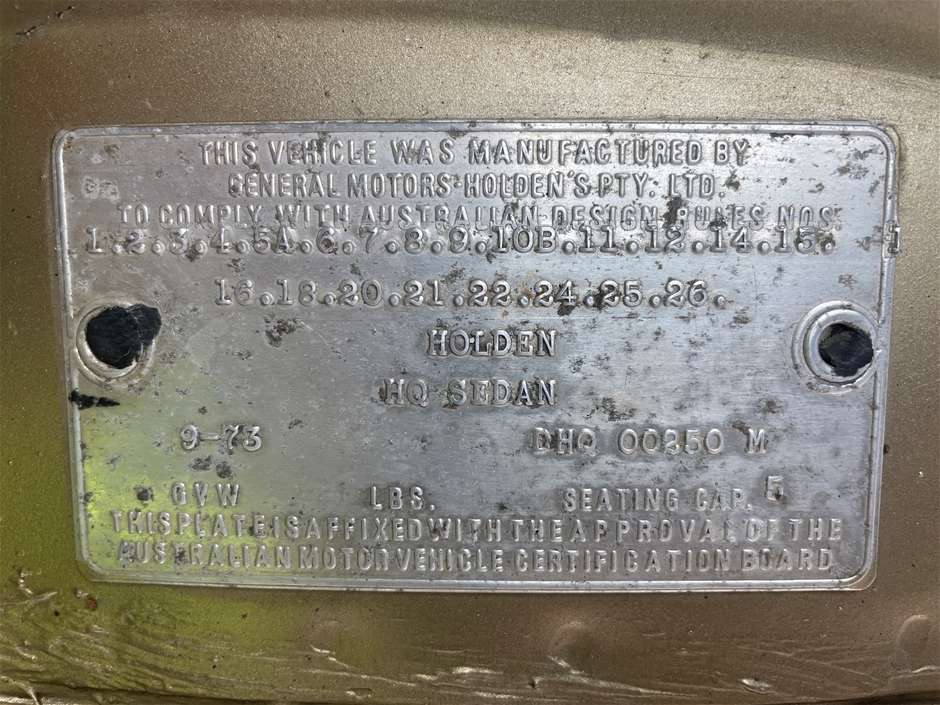 THIS VEHICLE WAS MANUFACTURED BY
GENERAL MOTORS-HOLDEN'S PTY. LTD.
TO COMPLY WITH AUSTRALIAN DESIGN RULES NOS.
1.2.3.4.5A.6.7.8.9.10B.11.12.14.15.
16.18.20.21.22.24.25.26.
HOLDEN
HQ SEDAN
9-73 DHQ 00250 M
GVW LBS. SEATING CAP. 5
THIS PLATE IS AFFIXED WITH THE APPROVAL OF THE
AUSTRALIAN MOTOR VEHICLE CERTIFICATION BOARD